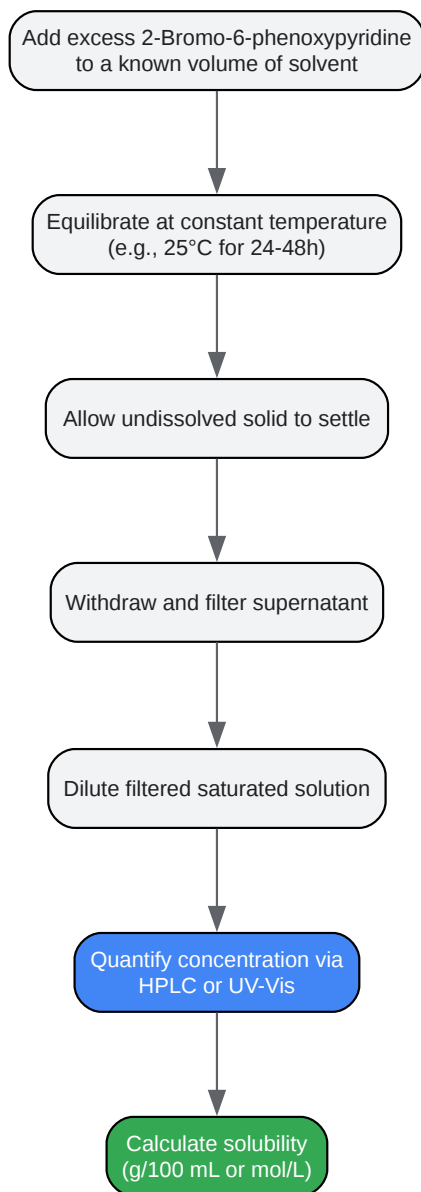 Add excess 2-Bromo-6-phenoxypyridine
to a known volume of solvent
Equilibrate at constant temperature
(e.g., 25°C for 24-48h)
Allow undissolved solid to settle
Withdraw and filter supernatant
Dilute filtered saturated solution
Quantify concentration via
HPLC or UV-Vis
Calculate solubility
(g/100 mL or mol/L)